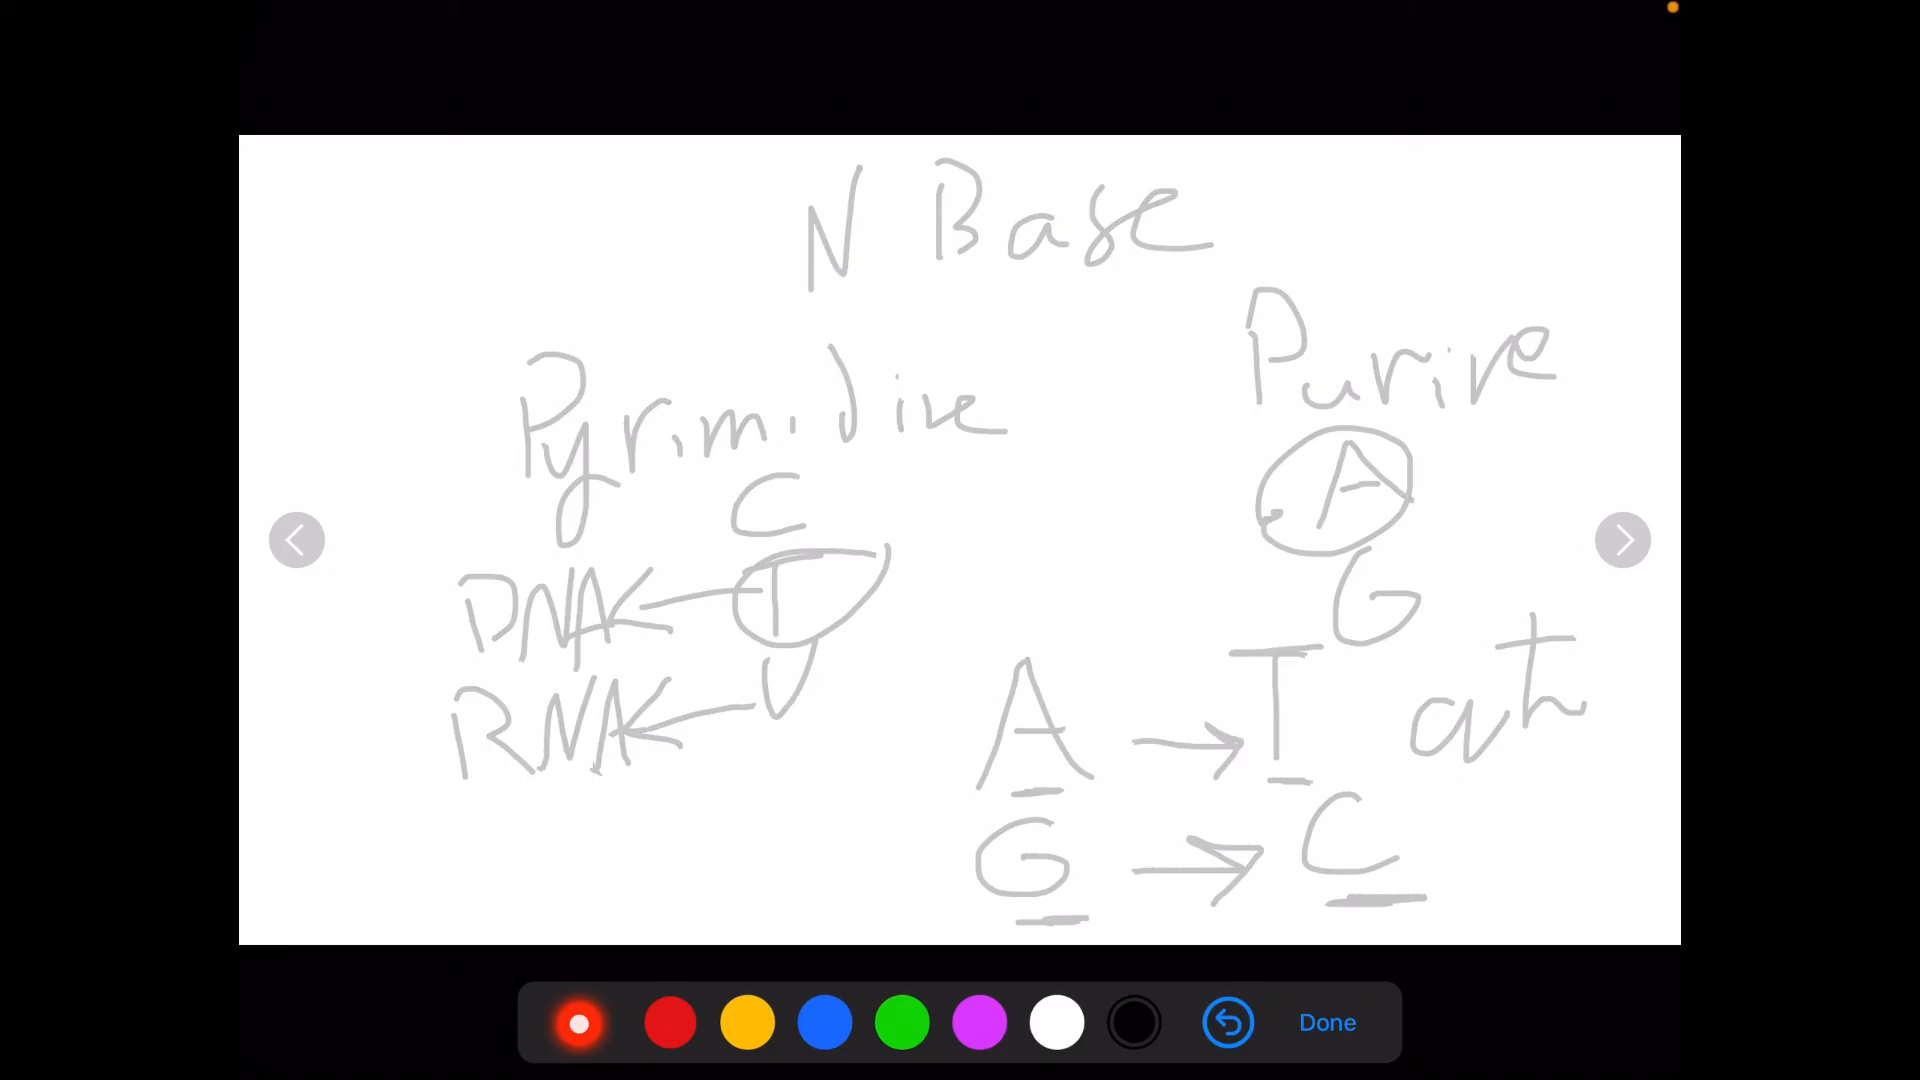 N Base
Pyrimidine
Purine
C
A
DNA ← T
G
RNA ← U
A → T at
G → C
Done